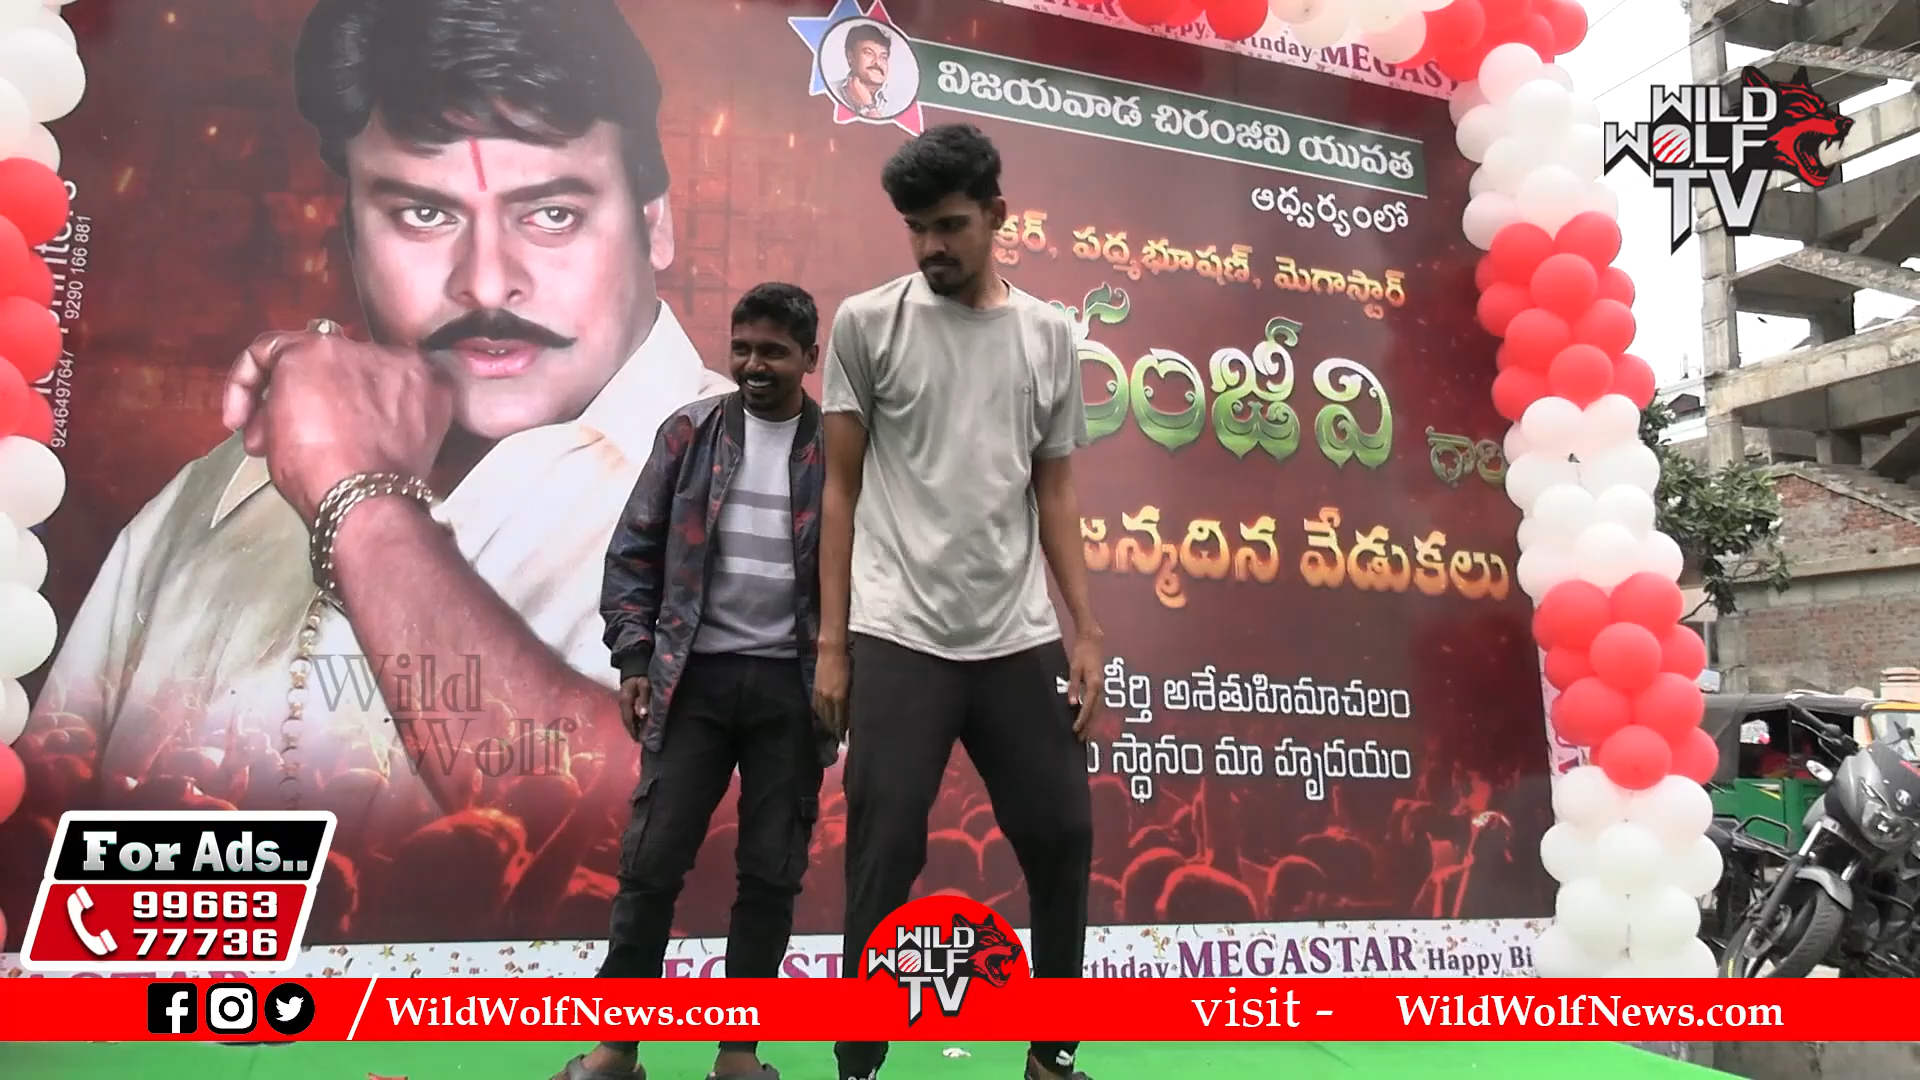 Happy Birthday MEGASTAR
విజయవాడ చిరంజీవి యువత
ఆధ్వర్యంలో
క్టర్, పద్మభూషణ్, మెగాస్టార్
రంజీవి గారి
జన్మదిన వేడుకలు
కీర్తి అసేతుహిమాచలం
స్థానం మా హృదయం
9246497647 9290 166 881
WILD
WOLF
TV
Wild
Wolf
For Ads..
99663
77736
MEGASTAR Happy Bi
WILD
WOLF
TV
WildWolfNews.com
visit - WildWolfNews.com